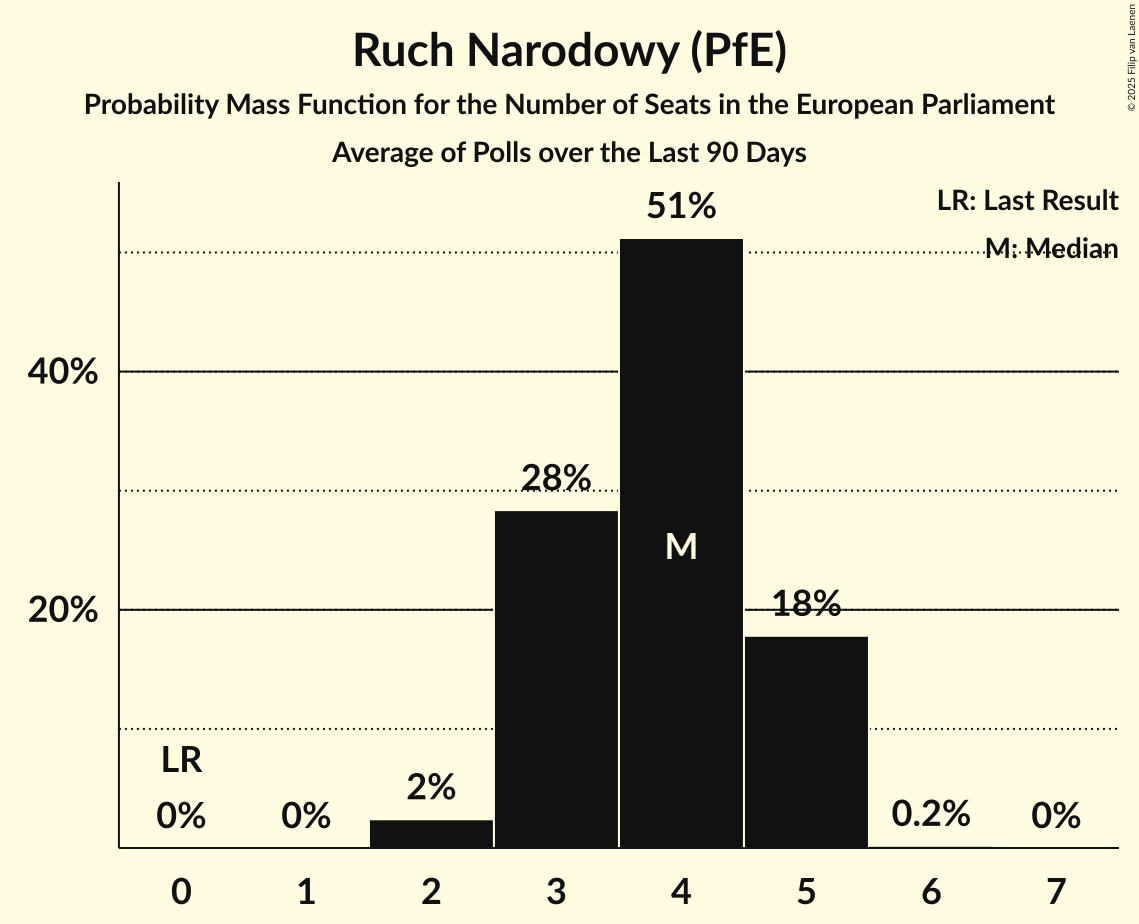 Ruch Narodowy (PfE)
Probability Mass Function for the Number of Seats in the European Parliament
Average of Polls over the Last 90 Days
© 2025 Filip van Laenen
LR: Last Result
M: Median
51%
40%
28%
M
20%
18%
LR
0%
0%
2%
0.2%
0%
0 1 2 3 4 5 6 7